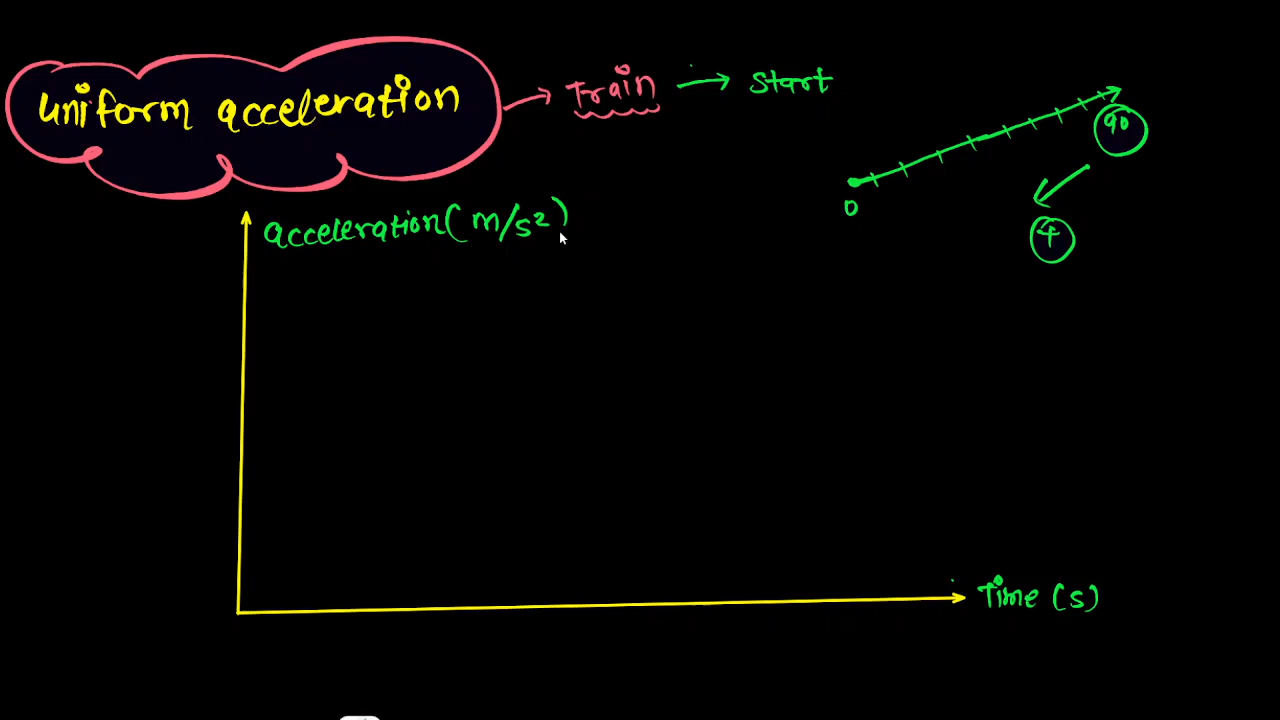 Uniform acceleration
Train
Start
90
0
4
acceleration(m/s²)
Time (s)